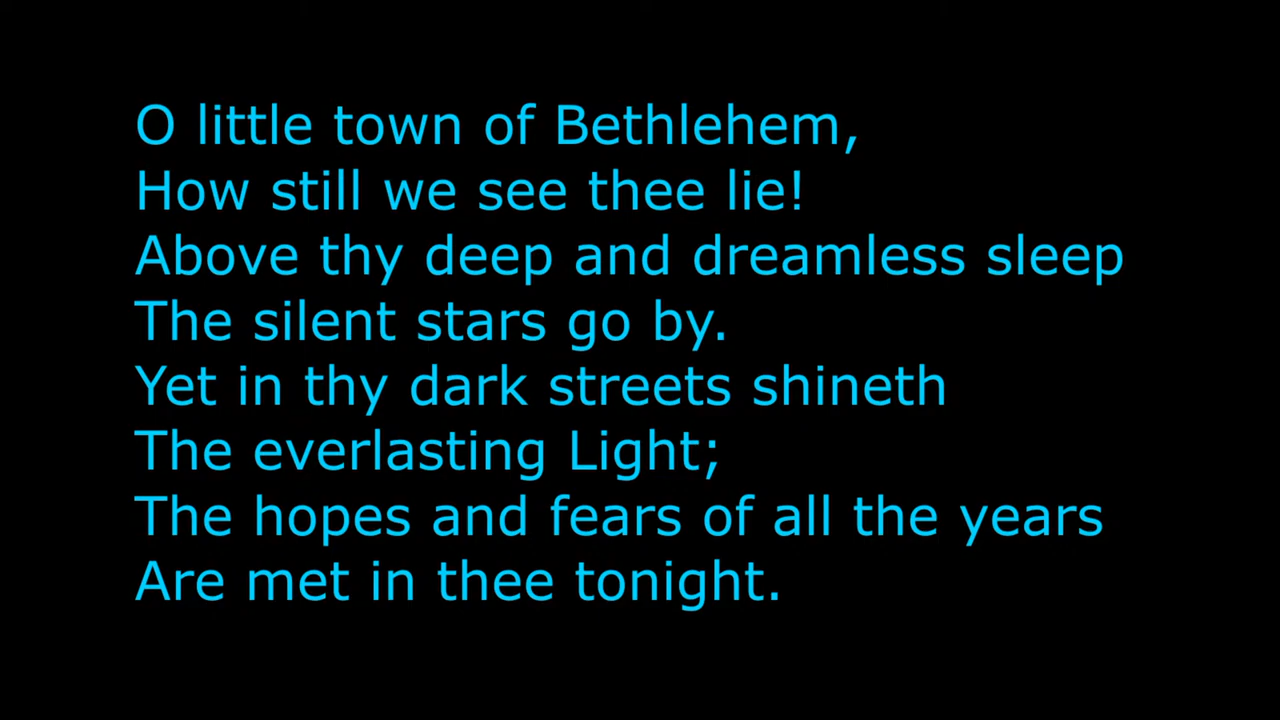 O little town of Bethlehem,
How still we see thee lie!
Above thy deep and dreamless sleep
The silent stars go by.
Yet in thy dark streets shineth
The everlasting Light;
The hopes and fears of all the years
Are met in thee tonight.